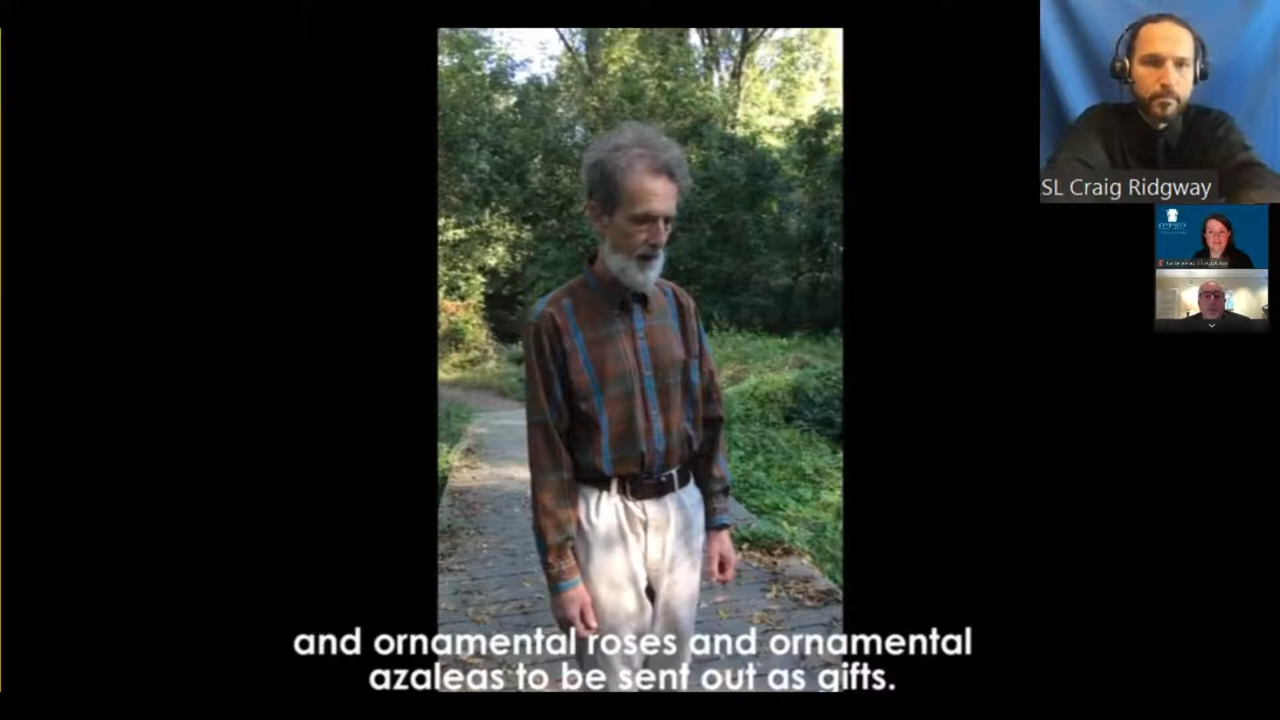 SL Craig Ridgway
and ornamental roses and ornamental
azaleas to be sent out as gifts.